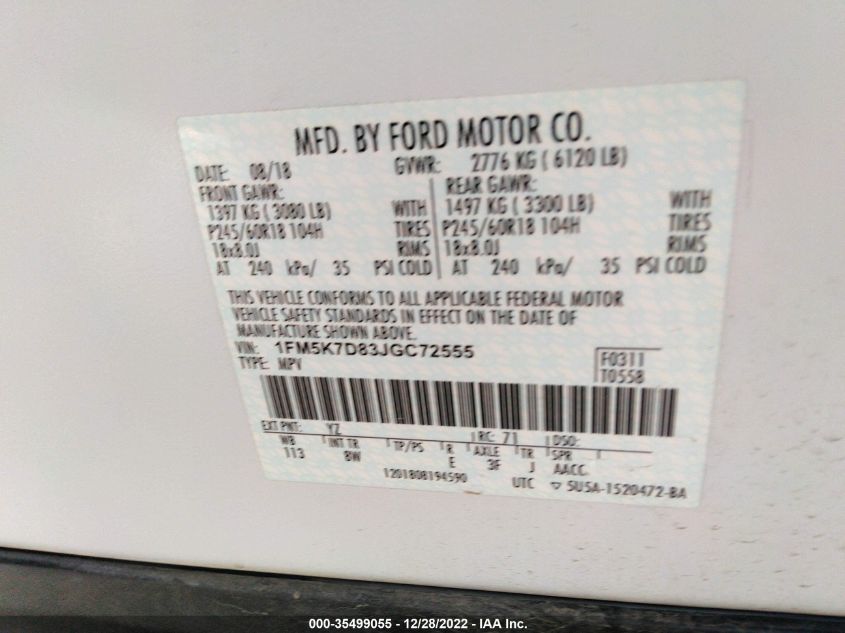 MFD. BY FORD MOTOR CO.
DATE: 08/18 GVWR: 2776 KG ( 6120 LB)
FRONT GAWR: REAR GAWR:
1397 KG ( 3080 LB) WITH 1497 KG ( 3300 LB) WITH
P245/60R18 104H TIRES P245/60R18 104H TIRES
18x8.0J RIMS 18x8.0J RIMS
AT 240 kPa/ 35 PSI COLD AT 240 kPa/ 35 PSI COLD
THIS VEHICLE CONFORMS TO ALL APPLICABLE FEDERAL MOTOR
VEHICLE SAFETY STANDARDS IN EFFECT ON THE DATE OF
MANUFACTURE SHOWN ABOVE.
VIN: 1FM5K7D83JGC72555 F0311
TYPE: MPV T0558
EXT PNT: YZ RC: 71 DSO:
WB INT TR TP/PS R AXLE TR SPR
113 BW E 3F J AACC
1201808194590 UTC ▽ 5U5A-1520472-BA
000-35499055 - 12/28/2022 - IAA Inc.